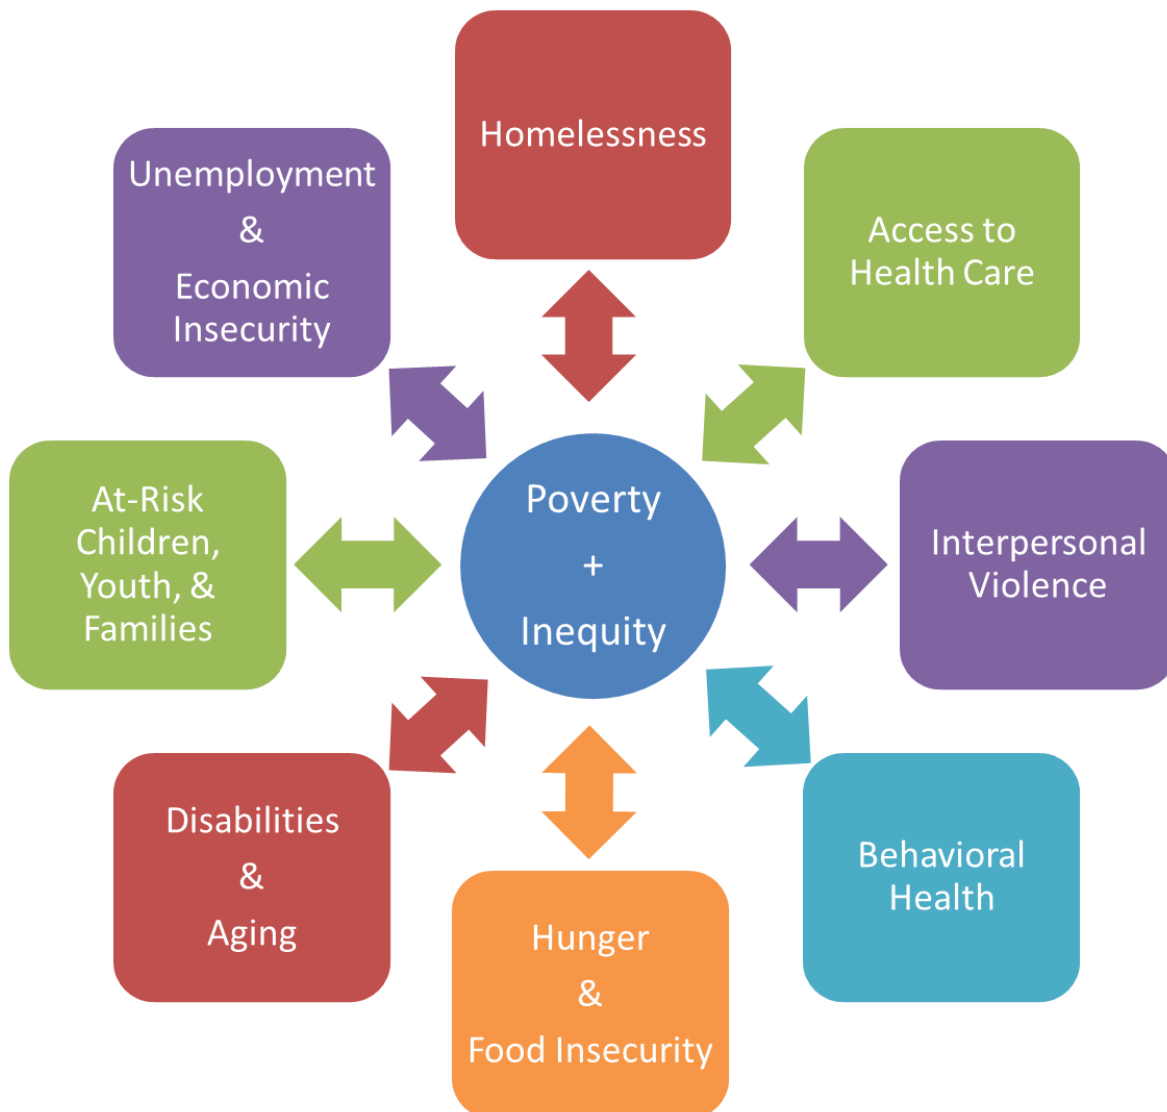 Homelessness
Unemployment
&
Economic
Insecurity
Access to
Health Care
At-Risk
Children,
Youth, &
Families
Poverty
+
Inequity
Interpersonal
Violence
Disabilities
&
Aging
Behavioral
Health
Hunger
&
Food Insecurity